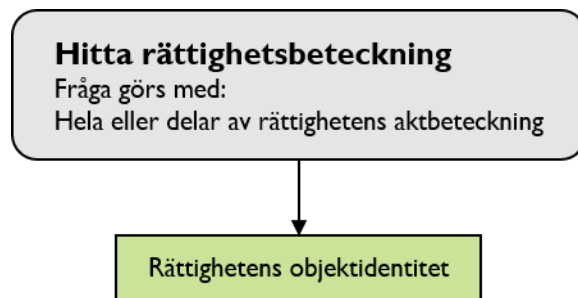 Hitta rättighetsbeteckning
Fråga görs med:
Hela eller delar av rättighetens aktbeteckning
Rättighetens objektidentitet